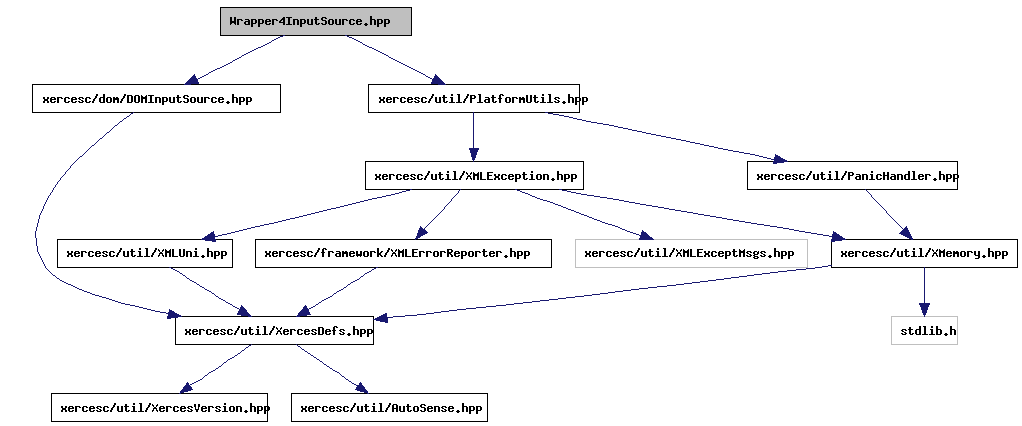 Wrapper4InputSource.hpp
xercesc/dom/DOMInputSource.hpp
xercesc/util/PlatformUtils.hpp
xercesc/util/XMLException.hpp
xercesc/util/PanicHandler.hpp
xercesc/util/XMLUni.hpp
xercesc/framework/XMLErrorReporter.hpp
xercesc/util/XMLExceptMsgs.hpp
xercesc/util/XMemory.hpp
xercesc/util/XercesDefs.hpp
stdlib.h
xercesc/util/XercesVersion.hpp
xercesc/util/AutoSense.hpp